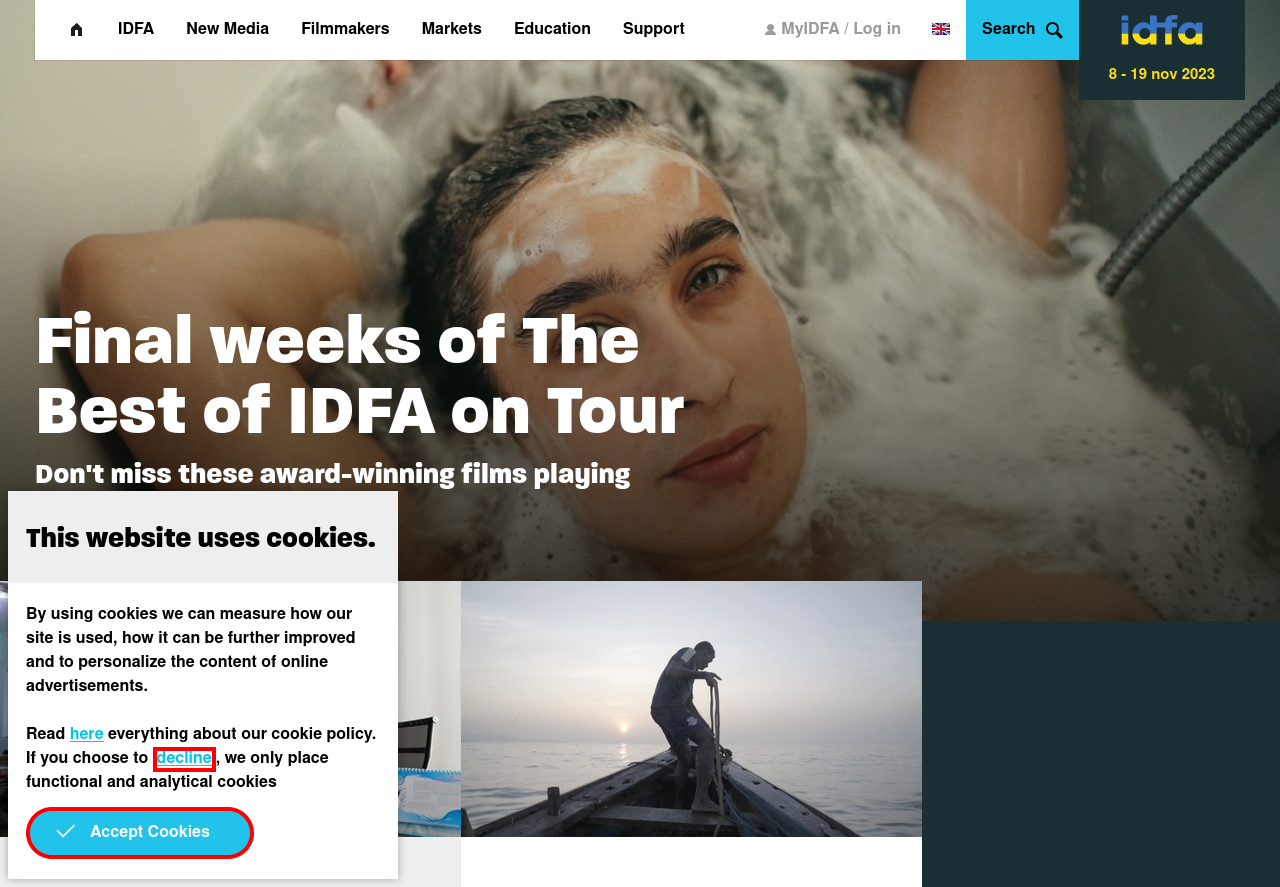 IDFA New Media Filmmakers Markets Education Support MyIDFA / Log in Search idfa
8 - 19 nov 2023
Final weeks of The
Best of IDFA on Tour
Don't miss these award-winning films playing
This website uses cookies.
By using cookies we can measure how our
site is used, how it can be further improved
and to personalize the content of online
advertisements.
Read here everything about our cookie policy.
If you choose to decline, we only place
functional and analytical cookies
Accept Cookies